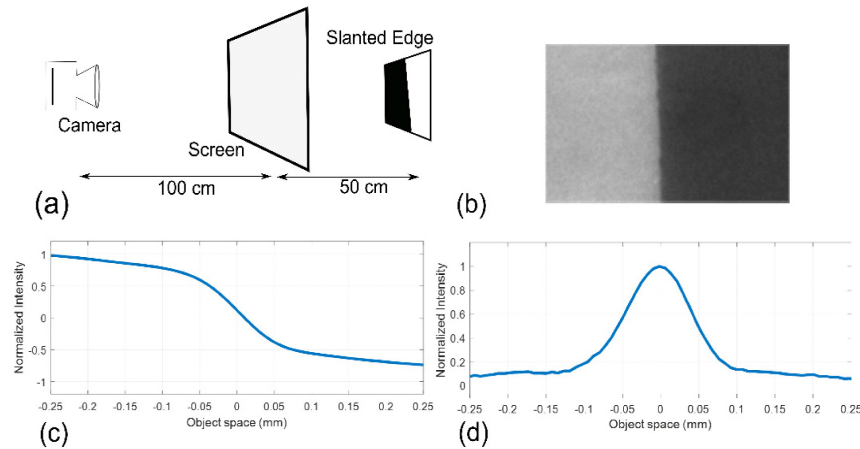 Slanted Edge
Camera
Screen
100 cm
50 cm
(a)
(b)
Normalized Intensity
1
0.5
0
-0.5
-1
-0.25 -0.2 -0.15 -0.1 -0.05 0 0.05 0.1 0.15 0.2 0.25
Object space (mm)
(c)
Normalized Intensity
1
0.8
0.6
0.4
0.2
0
-0.25 -0.2 -0.15 -0.1 -0.05 0 0.05 0.1 0.15 0.2 0.25
Object space (mm)
(d)